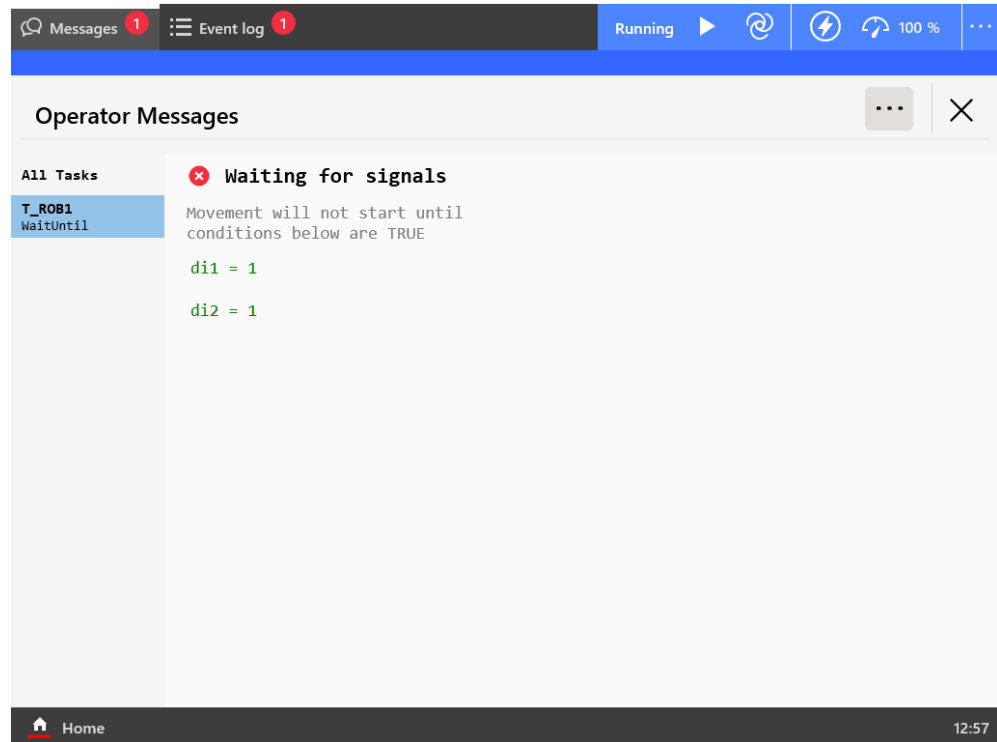 Messages 1 Event log 1 Running 100 % ...
Operator Messages ...
All Tasks
T_ROB1
WaitUntil
Waiting for signals
Movement will not start until
conditions below are TRUE
di1 = 1
di2 = 1
Home 12:57